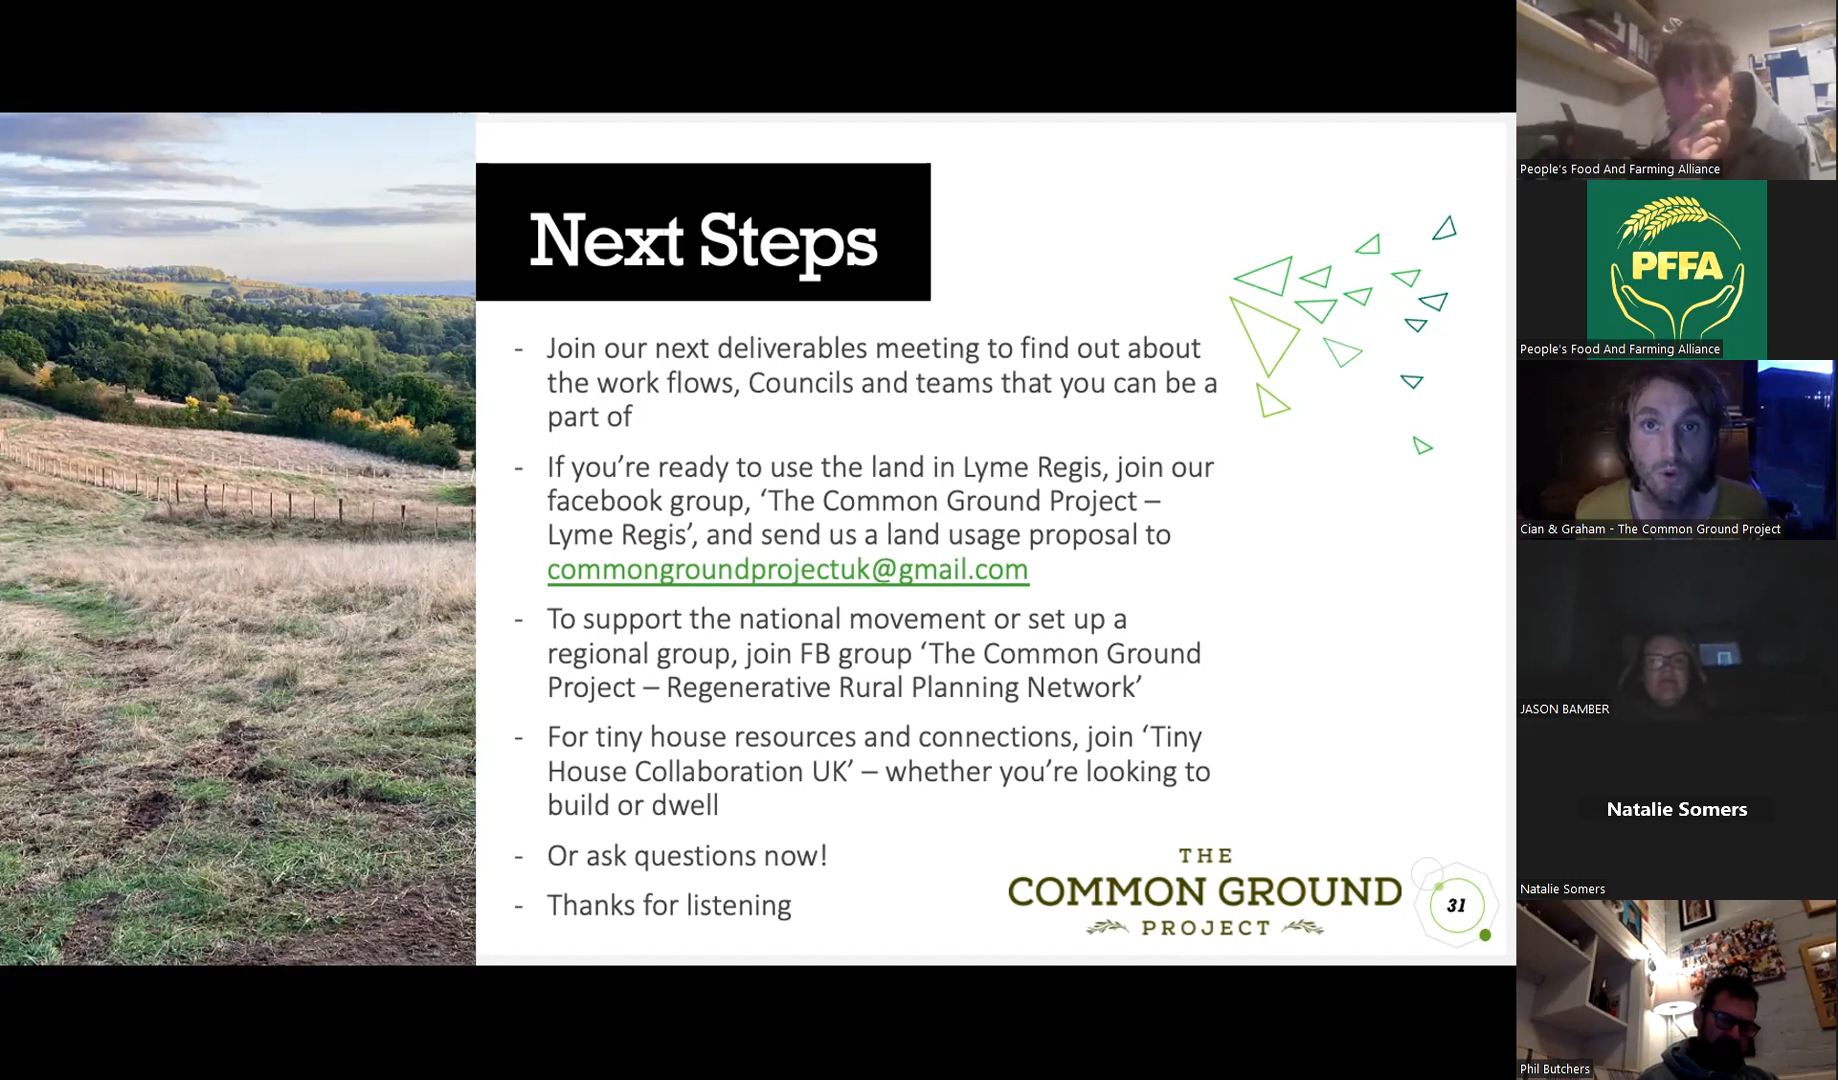 Next Steps
- Join our next deliverables meeting to find out about
the work flows, Councils and teams that you can be a
part of
- If you’re ready to use the land in Lyme Regis, join our
facebook group, ‘The Common Ground Project –
Lyme Regis’, and send us a land usage proposal to
commongroundprojectuk@gmail.com
- To support the national movement or set up a
regional group, join FB group ‘The Common Ground
Project – Regenerative Rural Planning Network’
- For tiny house resources and connections, join ‘Tiny
House Collaboration UK’ – whether you’re looking to
build or dwell
- Or ask questions now!
- Thanks for listening
THE
COMMON GROUND
PROJECT
31
People's Food And Farming Alliance
PFFA
People's Food And Farming Alliance
Cian & Graham - The Common Ground Project
JASON BAMBER
Natalie Somers
Natalie Somers
Phil Butchers